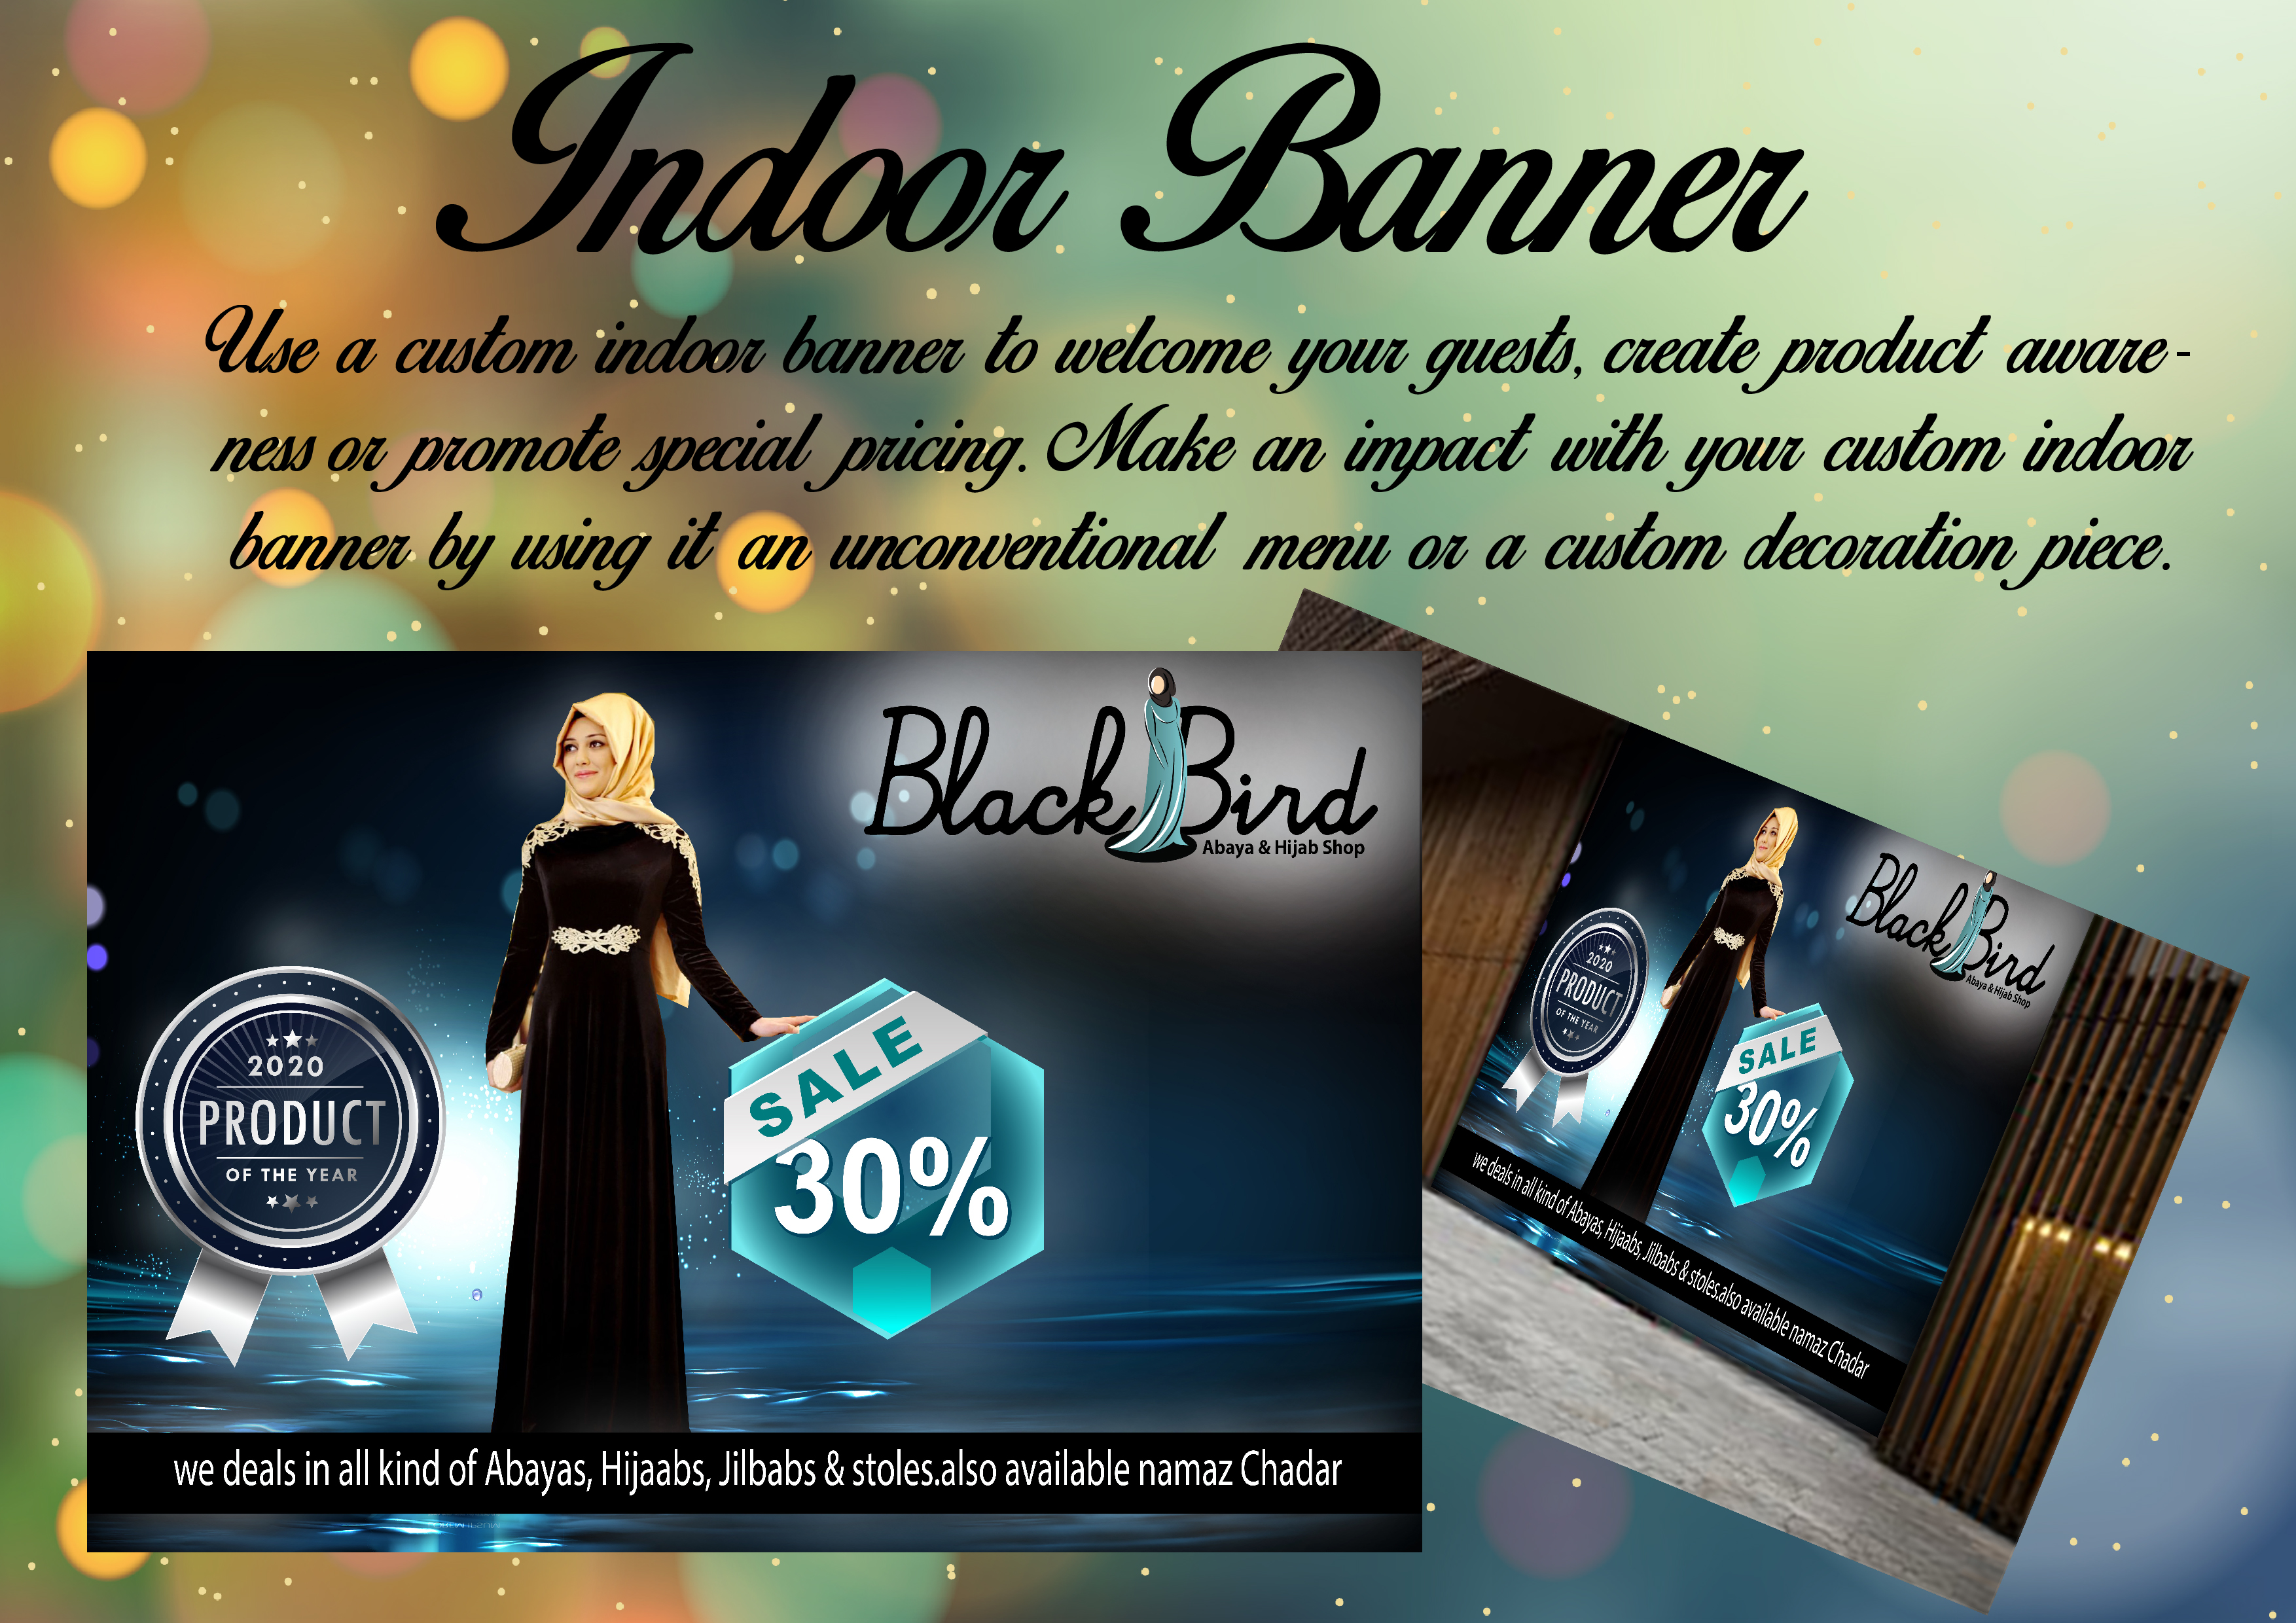 Indoor Banner
Use a custom indoor banner to welcome your guests, create product aware-
ness or promote special pricing. Make an impact with your custom indoor
banner by using it an unconventional menu or a custom decoration piece.
Black Bird
Abaya & Hijab Shop
2020
PRODUCT
OF THE YEAR
SALE
30%
we deals in all kind of Abayas, Hijaabs, Jilbabs & stoles.also available namaz Chadar
Black Bird
Abaya & Hijab Shop
2020
PRODUCT
OF THE YEAR
SALE
30%
we deals in all kind of Abayas, Hijaabs, Jilbabs & stoles.also available namaz Chadar